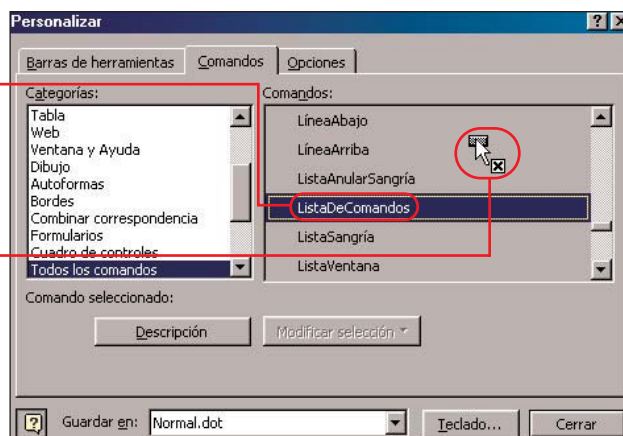 Personalizar
Barras de herramientas Comandos Opciones
Categorías:
Tabla
Web
Ventana y Ayuda
Dibujo
Autoformas
Bordes
Combinar correspondencia
Formularios
Cuadro de controles
Todos los comandos
Comandos:
LíneaAbajo
LíneaArriba
ListaAnularSangría
ListaDeComandos
ListaSangría
ListaVentana
Comando seleccionado:
Descripción Modificar selección
Guardar en: Normal.dot Teclado... Cerrar